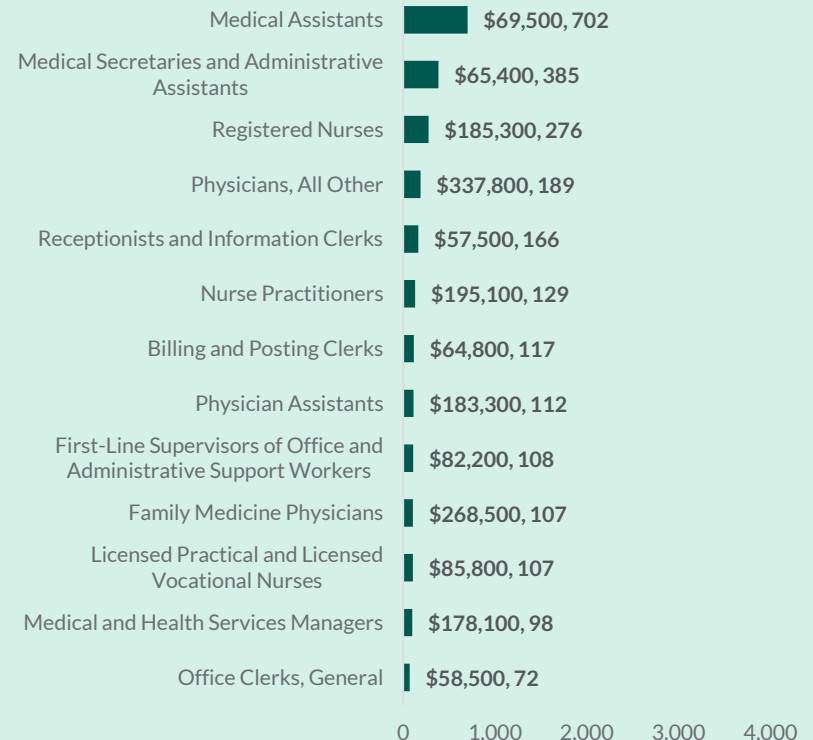 Medical Assistants $69,500, 702
Medical Secretaries and Administrative
Assistants $65,400, 385
Registered Nurses $185,300, 276
Physicians, All Other $337,800, 189
Receptionists and Information Clerks $57,500, 166
Nurse Practitioners $195,100, 129
Billing and Posting Clerks $64,800, 117
Physician Assistants $183,300, 112
First-Line Supervisors of Office and
Administrative Support Workers $82,200, 108
Family Medicine Physicians $268,500, 107
Licensed Practical and Licensed
Vocational Nurses $85,800, 107
Medical and Health Services Managers $178,100, 98
Office Clerks, General $58,500, 72
0 1,000 2,000 3,000 4,000